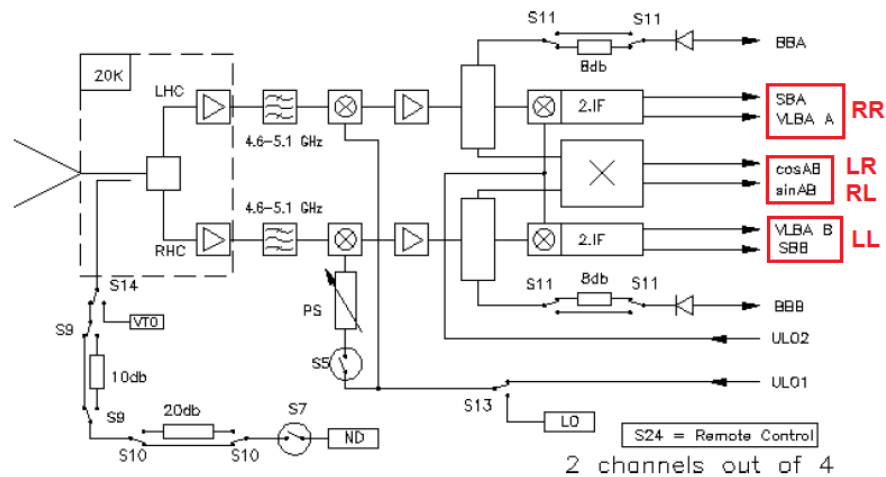 S11
S11
BBA
8db
20K
LHC
2.IF
SBA
VLBA A
RR
4.6-5.1 GHz
cosAB
sinAB
LR
RL
4.6-5.1 GHz
RHC
2.IF
VLBA B
SBB
LL
S11
8db
S11
S14
PS
BBB
VTO
S9
ULO2
S5
10db
ULO1
S13
S9
20db
S7
LO
ND
S24 = Remote Control
S10
S10
2 channels out of 4